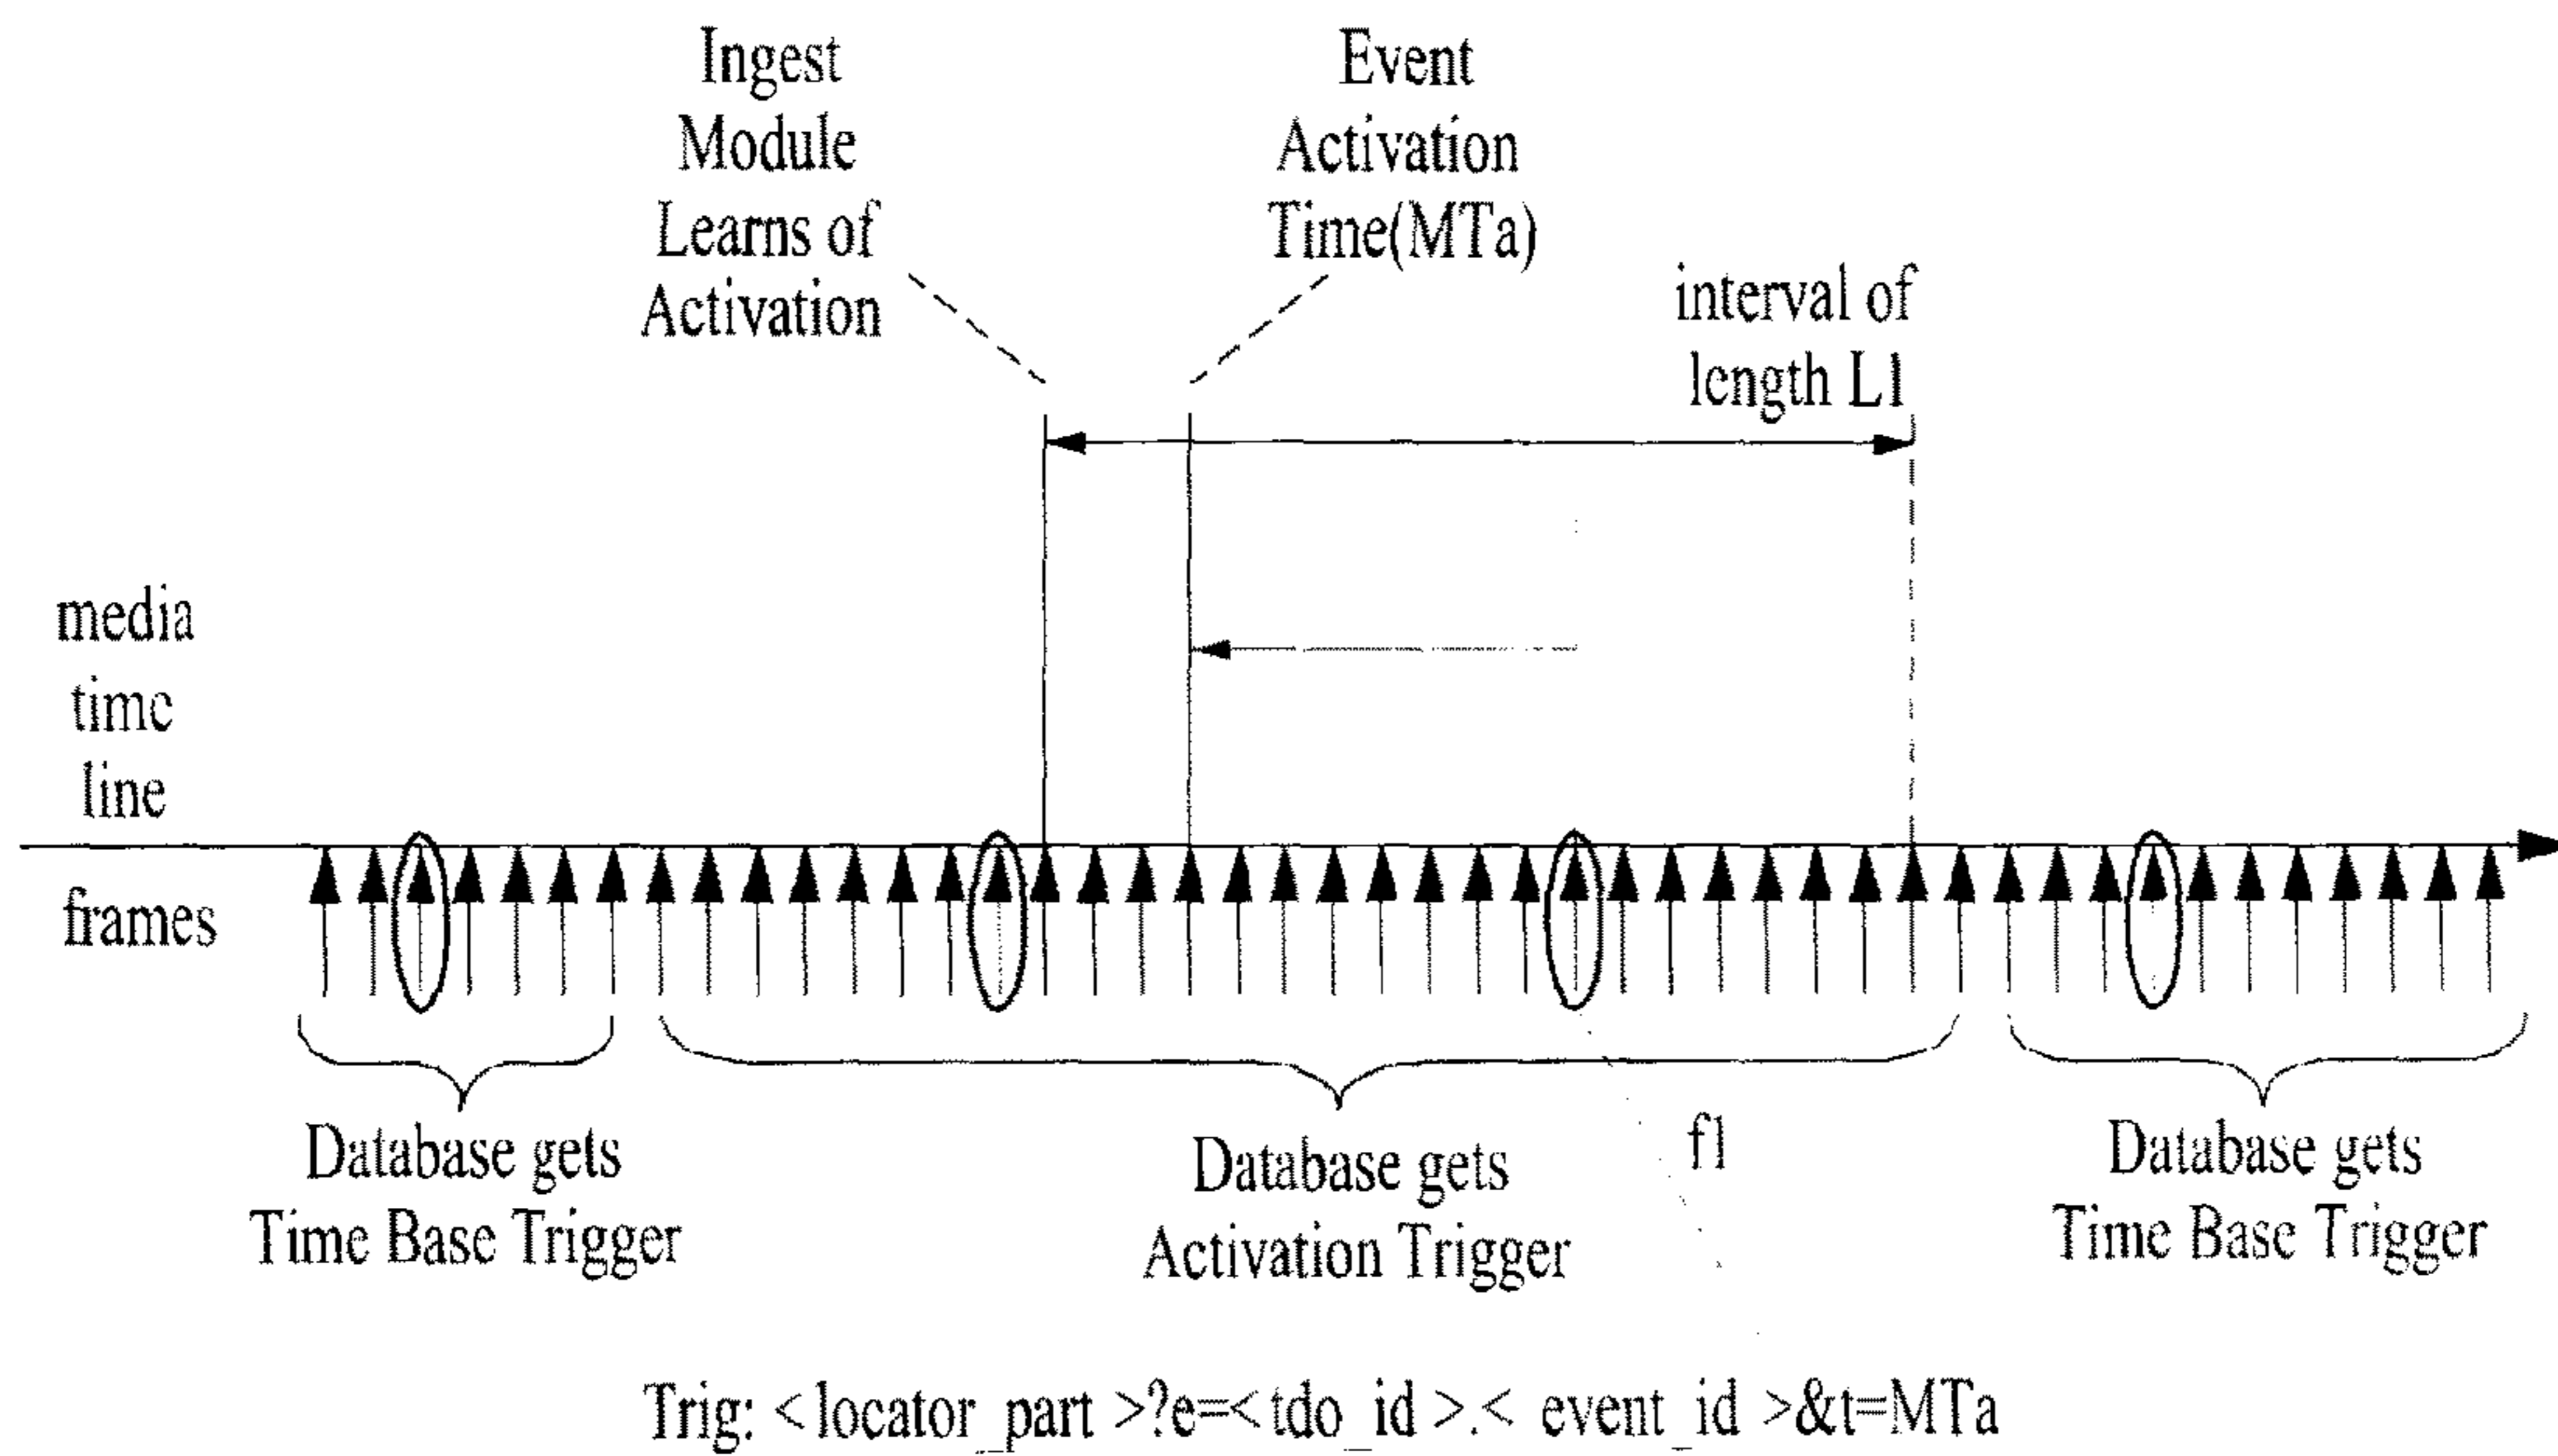 Ingest
Module
Learns of
Activation
Event
Activation
Time(MTa)
interval of
length L1
media
time
line
frames
Database gets
Time Base Trigger
Database gets
Activation Trigger
f1
Database gets
Time Base Trigger
Trig: <locator_part >?e=<tdo_id >.< event_id >&t=MTa